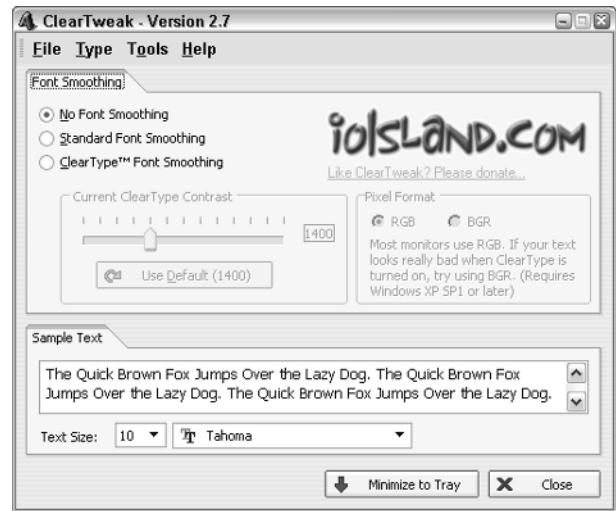 ClearTweak - Version 2.7
File Type Tools Help
Font Smoothing
No Font Smoothing
Standard Font Smoothing
ClearType™ Font Smoothing
ioIsland.com
Like ClearTweak? Please donate...
Current ClearType Contrast
1400
Use Default (1400)
Pixel Format
RGB BGR
Most monitors use RGB. If your text
looks really bad when ClearType is
turned on, try using BGR. (Requires
Windows XP SP1 or later)
Sample Text
The Quick Brown Fox Jumps Over the Lazy Dog. The Quick Brown Fox
Jumps Over the Lazy Dog. The Quick Brown Fox Jumps Over the Lazy Dog.
Text Size: 10 Tahoma
Minimize to Tray Close